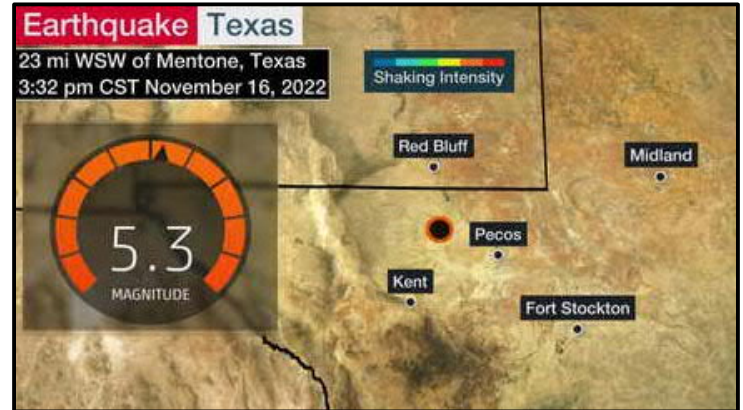 Earthquake Texas
23 mi WSW of Mentone, Texas
3:32 pm CST November 16, 2022
Shaking Intensity
Red Bluff
Midland
5.3
MAGNITUDE
Pecos
Kent
Fort Stockton